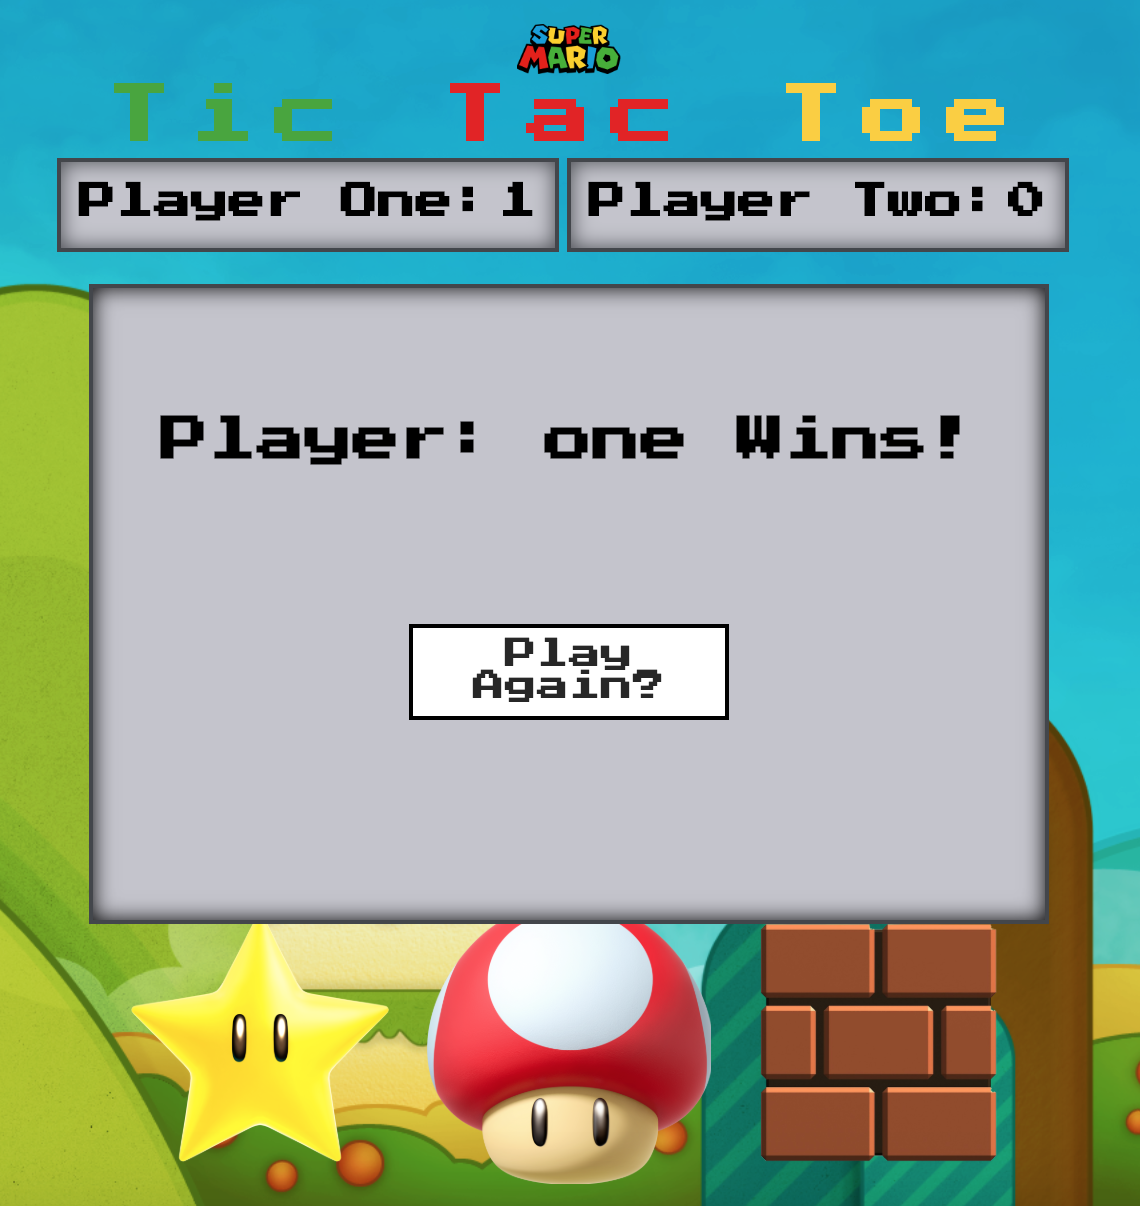 SUPER
MARIO
Tic Tac Toe
Player One: 1 Player Two: 0
Player: one Wins!
Play
Again?